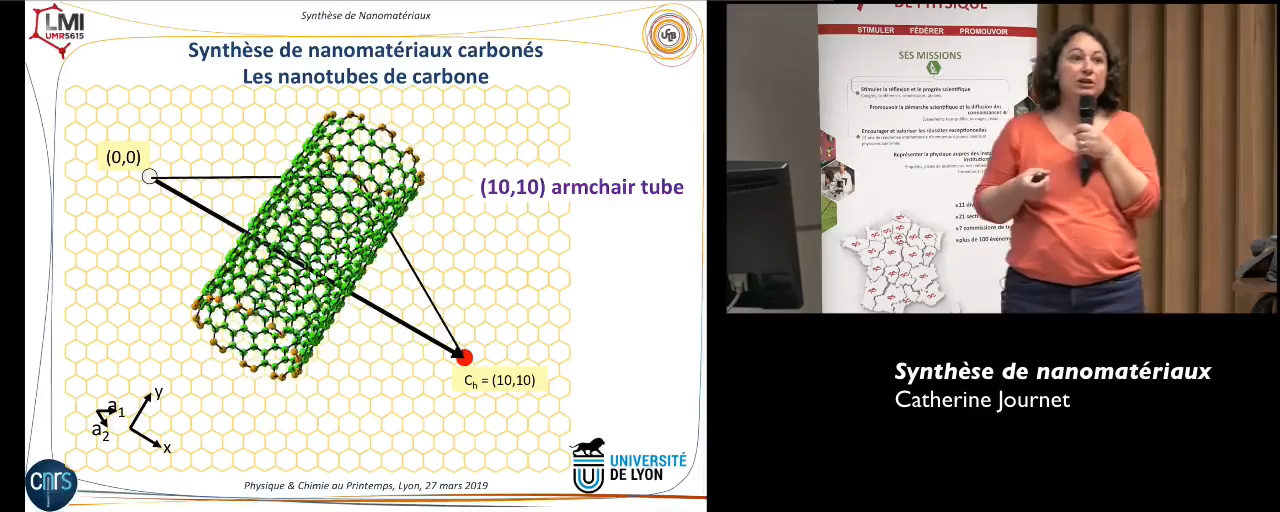 LMI
UMR5615
Synthèse de Nanomatériaux
Synthèse de nanomatériaux carbonés
Les nanotubes de carbone
(0,0)
(10,10) armchair tube
Ch = (10,10)
a1
a2
y
x
cnrs
UNIVERSITÉ
DE LYON
Physique & Chimie au Printemps, Lyon, 27 mars 2019
DE PHYSIQUE
STIMULER FÉDÉRER PROMOUVOIR
SES MISSIONS
Stimuler la réflexion et le progrès scientifique
Promouvoir la démarche scientifique et la diffusion des
connaissances
Encourager et valoriser les réussites exceptionnelles
Représenter la physique auprès des
Synthèse de nanomatériaux
Catherine Journet